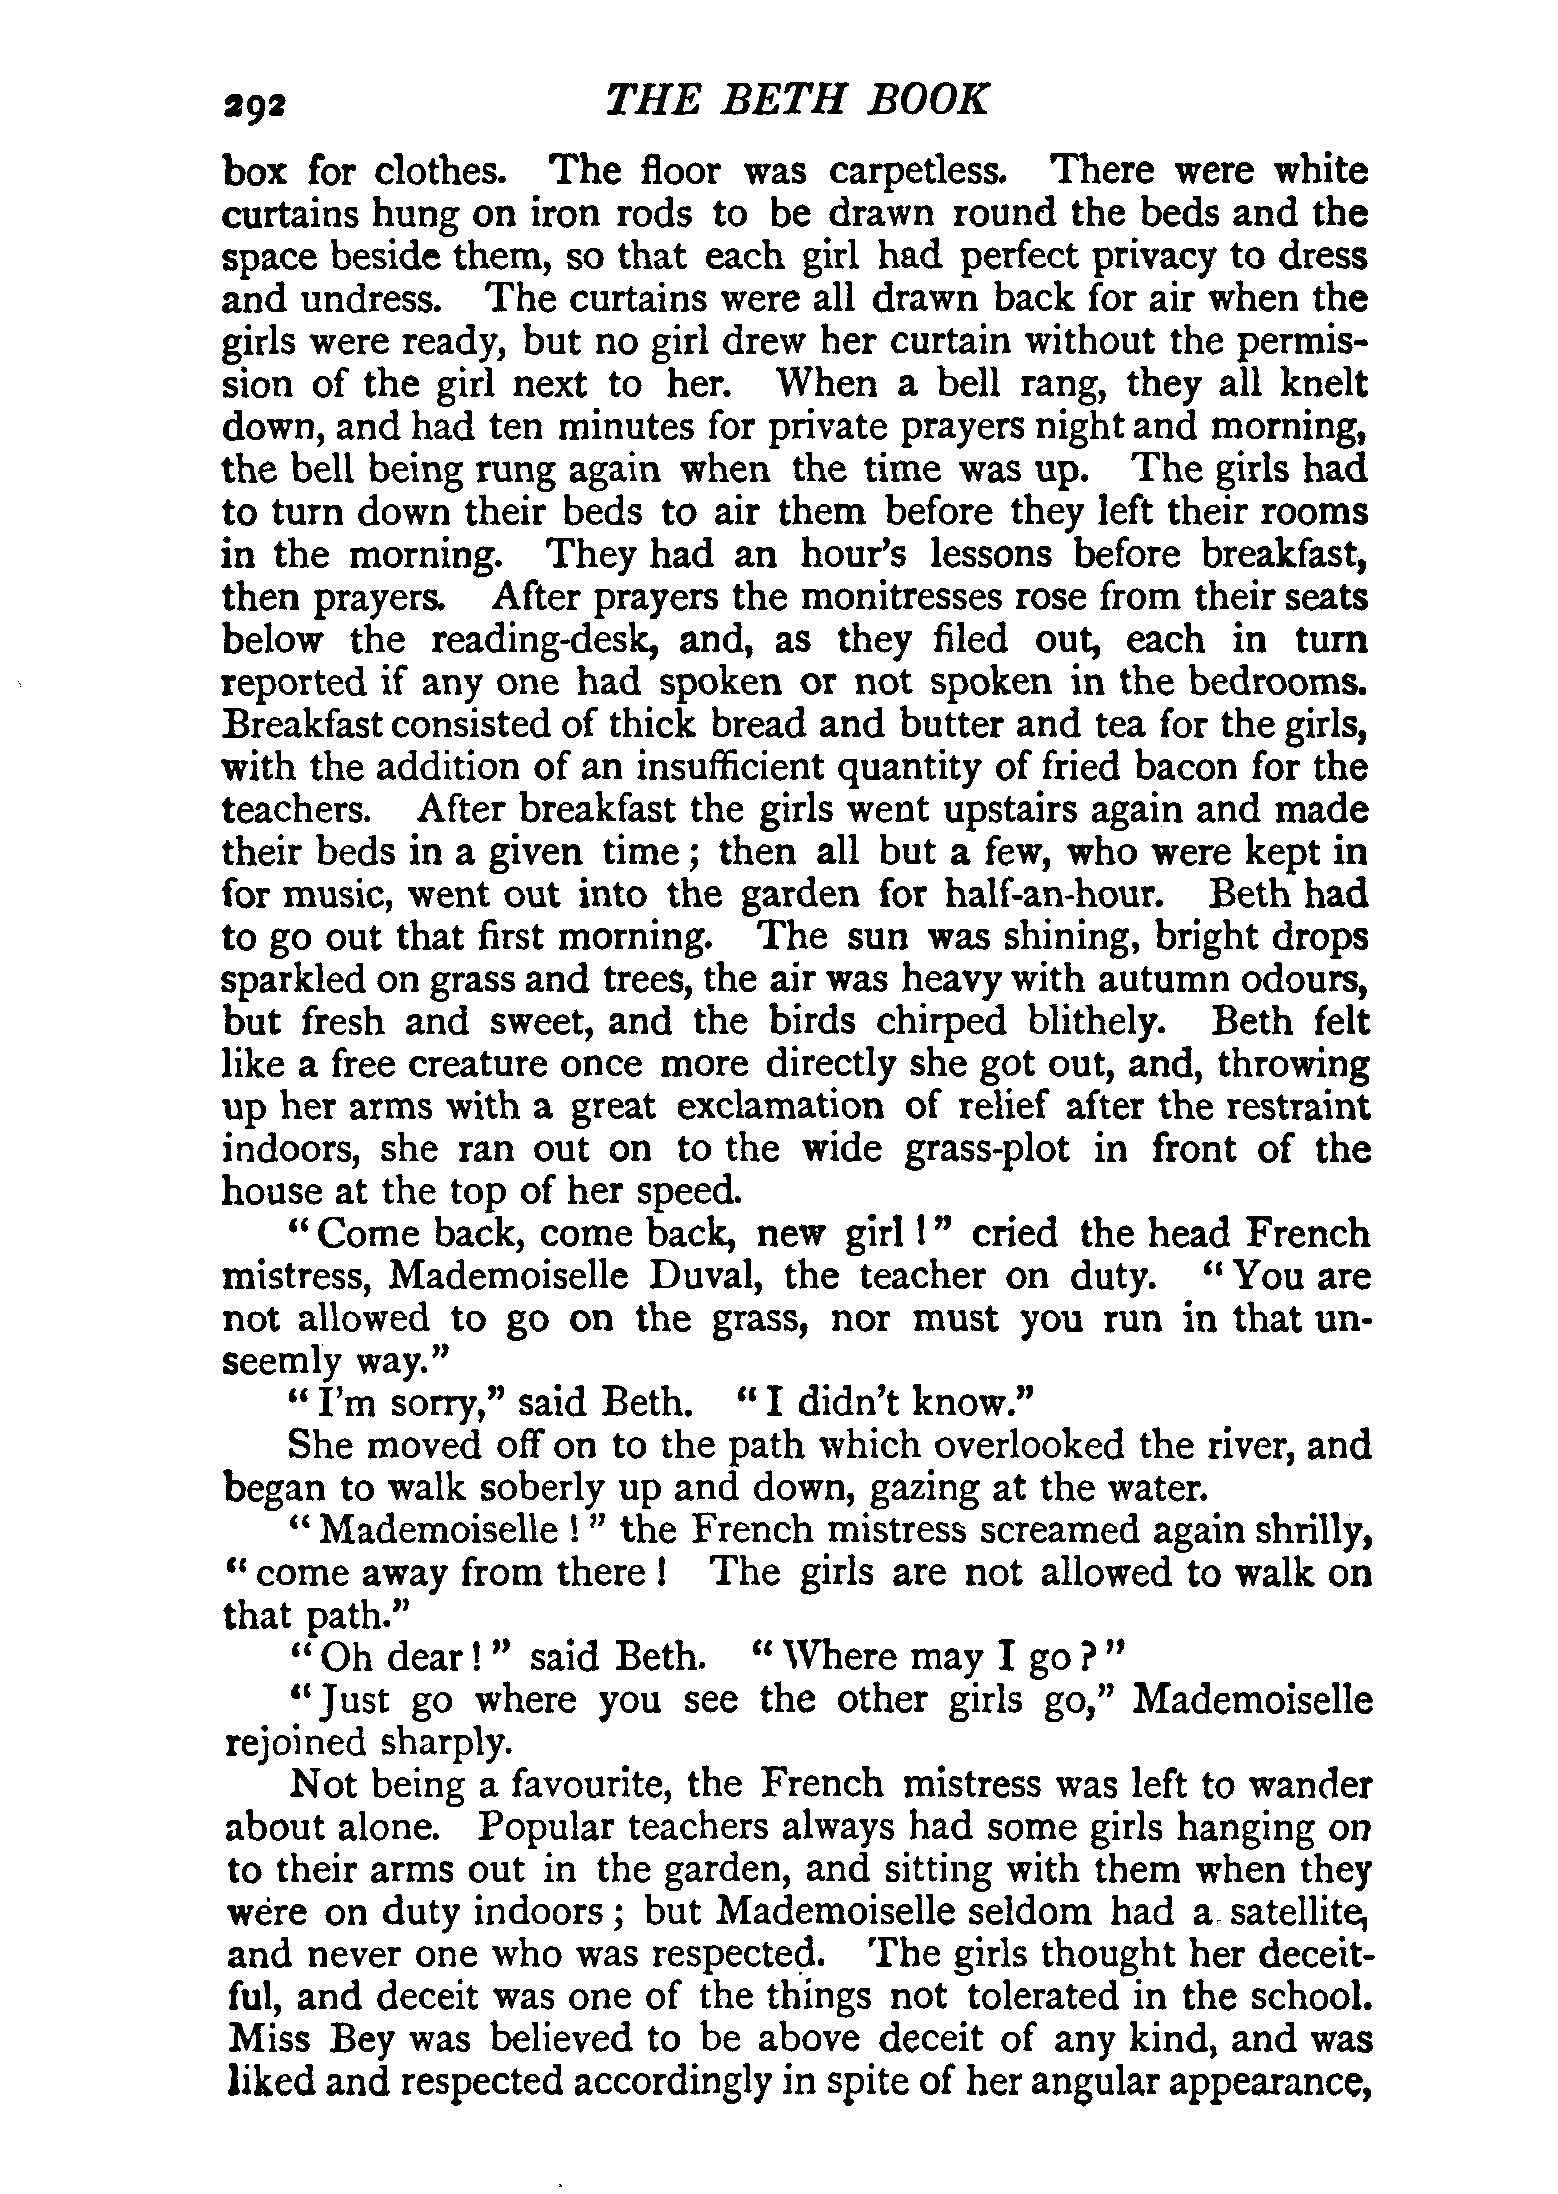 292 THE BETH BOOK
box for clothes. The floor was carpetless. There were white
curtains hung on iron rods to be drawn round the beds and the
space beside them, so that each girl had perfect privacy to dress
and undress. The curtains were all drawn back for air when the
girls were ready, but no girl drew her curtain without the permis-
sion of the girl next to her. When a bell rang, they all knelt
down, and had ten minutes for private prayers night and morning,
the bell being rung again when the time was up. The girls had
to turn down their beds to air them before they left their rooms
in the morning. They had an hour's lessons before breakfast,
then prayers. After prayers the monitresses rose from their seats
below the reading-desk, and, as they filed out, each in turn
reported if any one had spoken or not spoken in the bedrooms.
Breakfast consisted of thick bread and butter and tea for the girls,
with the addition of an insufficient quantity of fried bacon for the
teachers. After breakfast the girls went upstairs again and made
their beds in a given time; then all but a few, who were kept in
for music, went out into the garden for half-an-hour. Beth had
to go out that first morning. The sun was shining, bright drops
sparkled on grass and trees, the air was heavy with autumn odours,
but fresh and sweet, and the birds chirped blithely. Beth felt
like a free creature once more directly she got out, and, throwing
up her arms with a great exclamation of relief after the restraint
indoors, she ran out on to the wide grass-plot in front of the
house at the top of her speed.
"Come back, come back, new girl!" cried the head French
mistress, Mademoiselle Duval, the teacher on duty. "You are
not allowed to go on the grass, nor must you run in that un-
seemly way."
"I'm sorry," said Beth. "I didn't know."
She moved off on to the path which overlooked the river, and
began to walk soberly up and down, gazing at the water.
"Mademoiselle!" the French mistress screamed again shrilly,
"come away from there! The girls are not allowed to walk on
that path."
"Oh dear!" said Beth. "Where may I go?"
"Just go where you see the other girls go," Mademoiselle
rejoined sharply.
Not being a favourite, the French mistress was left to wander
about alone. Popular teachers always had some girls hanging on
to their arms out in the garden, and sitting with them when they
were on duty indoors; but Mademoiselle seldom had a satellite,
and never one who was respected. The girls thought her deceit-
ful, and deceit was one of the things not tolerated in the school.
Miss Bey was believed to be above deceit of any kind, and was
liked and respected accordingly in spite of her angular appearance,